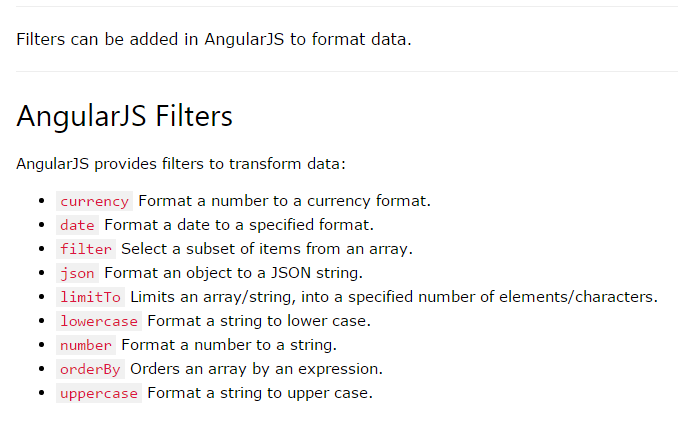 Filters can be added in AngularJS to format data.
AngularJS Filters
AngularJS provides filters to transform data:
currency Format a number to a currency format.
date Format a date to a specified format.
filter Select a subset of items from an array.
json Format an object to a JSON string.
limitTo Limits an array/string, into a specified number of elements/characters.
lowercase Format a string to lower case.
number Format a number to a string.
orderBy Orders an array by an expression.
uppercase Format a string to upper case.